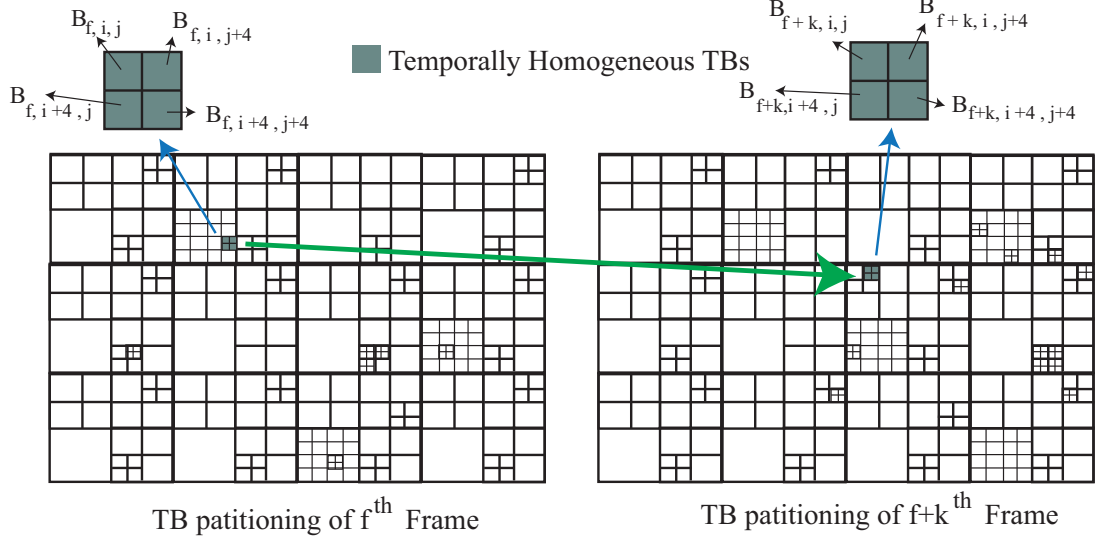 B f, i, j
B f, i , j+4
B f, i +4 , j
B f, i +4 , j+4
Temporally Homogeneous TBs
B f + k, i, j
B f + k, i , j+4
B f+k,i +4 , j
B f+k, i +4 , j+4
TB patitioning of f th Frame
TB patitioning of f+k th Frame